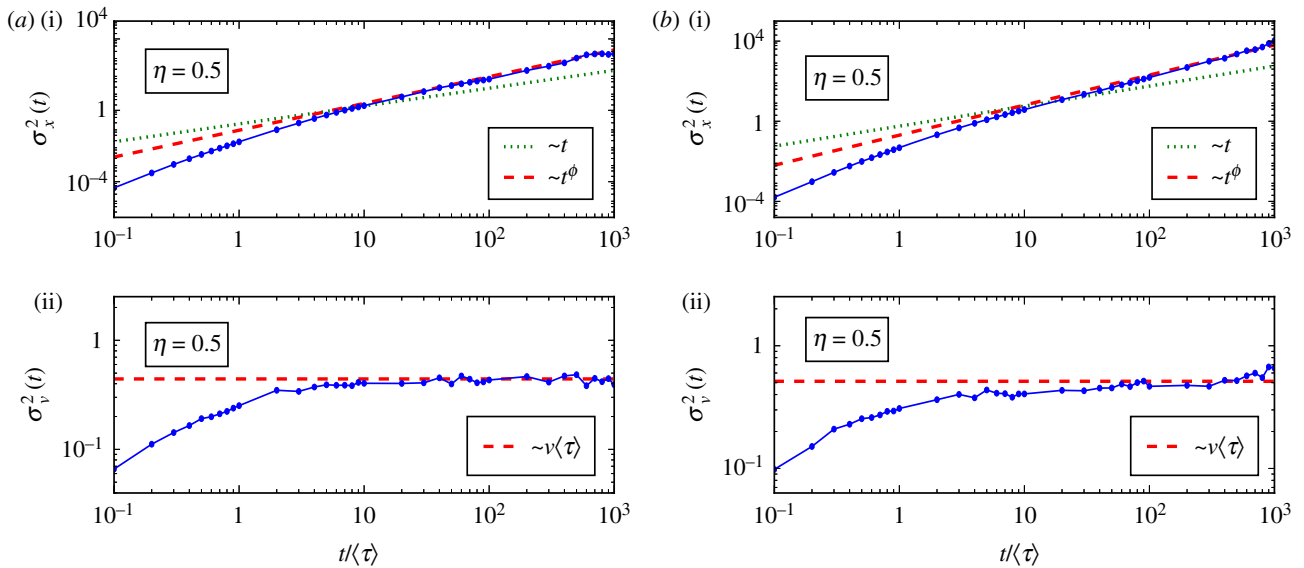 (a) (i)
10^4
1
10^–4
σ_x^2(t)
η = 0.5
~t
~t^ϕ
10^–1
1
10
10^2
10^3
(b) (i)
10^4
1
10^–4
σ_x^2(t)
η = 0.5
~t
~t^ϕ
10^–1
1
10
10^2
10^3
(ii)
1
10^–1
σ_v^2(t)
η = 0.5
~v⟨τ⟩
10^–1
1
10
10^2
10^3
t/⟨τ⟩
(ii)
1
10^–1
σ_v^2(t)
η = 0.5
~v⟨τ⟩
10^–1
1
10
10^2
10^3
t/⟨τ⟩